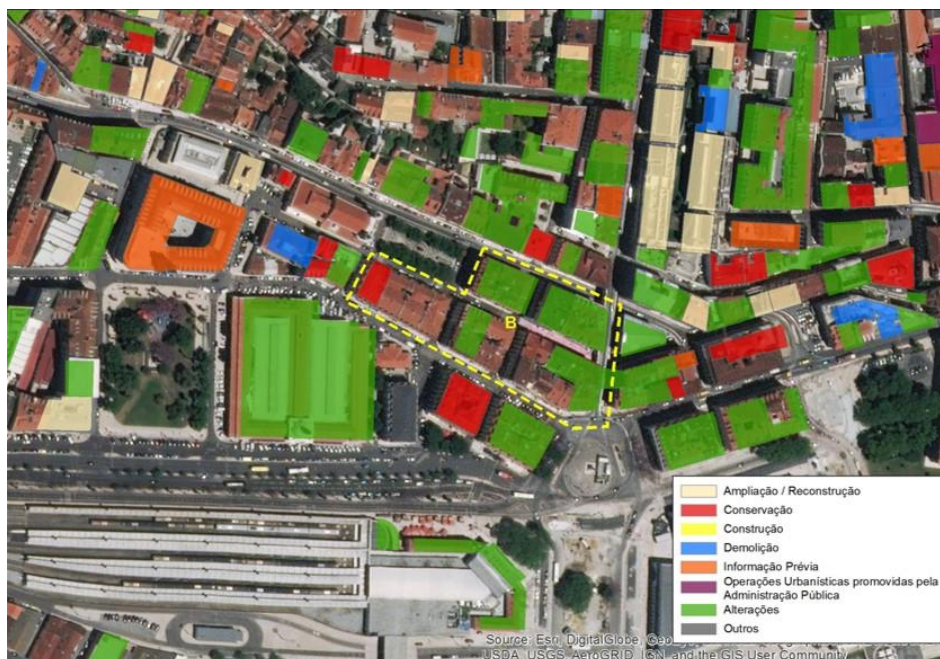 B
Ampliação / Reconstrução
Conservação
Construção
Demolição
Informação Prévia
Operações Urbanísticas promovidas pela
Administração Pública
Alterações
Outros
Source: Esri, DigitalGlobe,
USDA, USGS, AeroGRID, IGN, and the GIS User Community